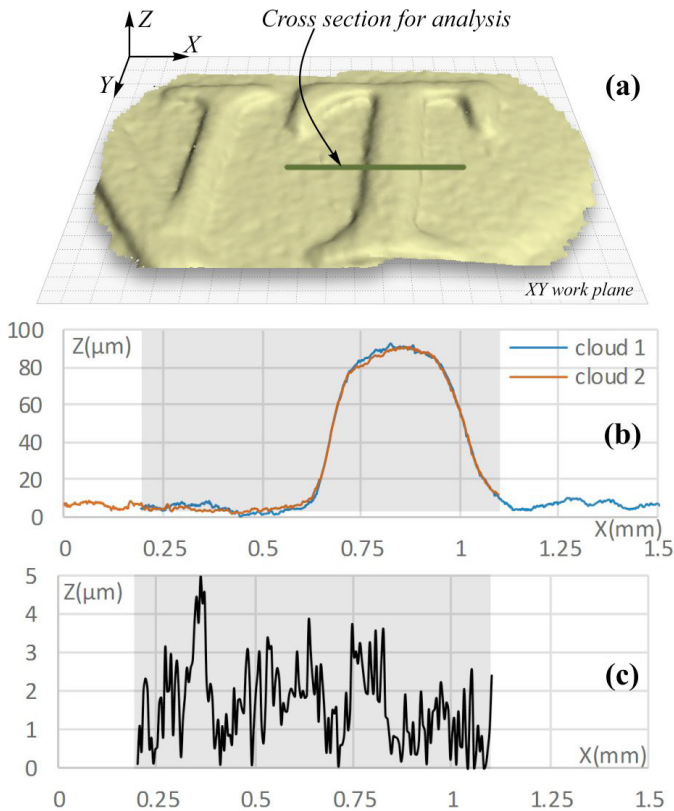 Cross section for analysis
Z
X
Y
(a)
XY work plane
100
Z(μm)
cloud 1
80
cloud 2
60
40
(b)
20
0
X(mm)
0 0.25 0.5 0.75 1 1.25 1.5
5
Z(μm)
4
3
2
(c)
1
X(mm)
0
0 0.25 0.5 0.75 1 1.25 1.5